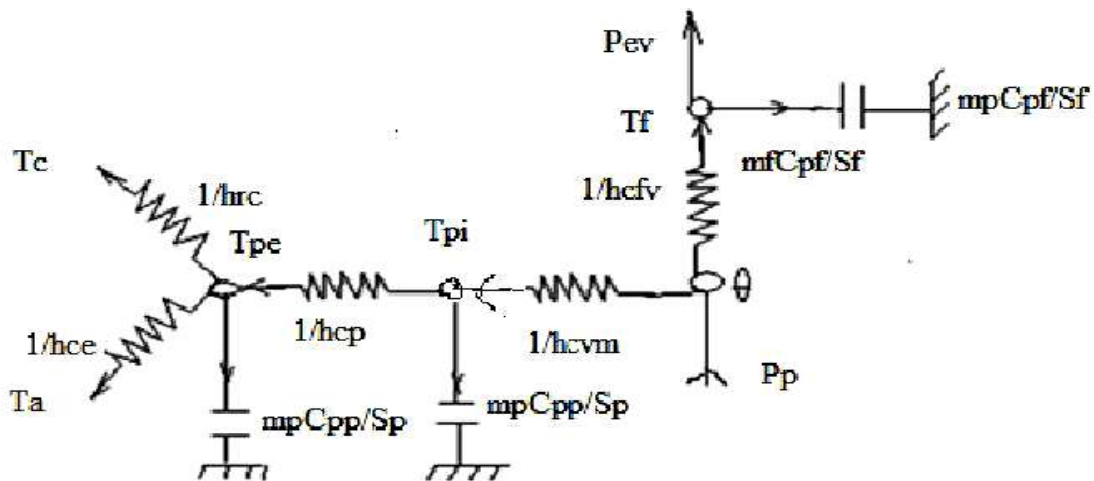 Pev
mpCpf/Sf
Tf
mfCpf/Sf
Tc
1/hrc
1/hcfv
Tpe
Tpi
θ
1/hcp
1/hcvm
1/hce
Pp
Ta
mpCpp/Sp
mpCpp/Sp